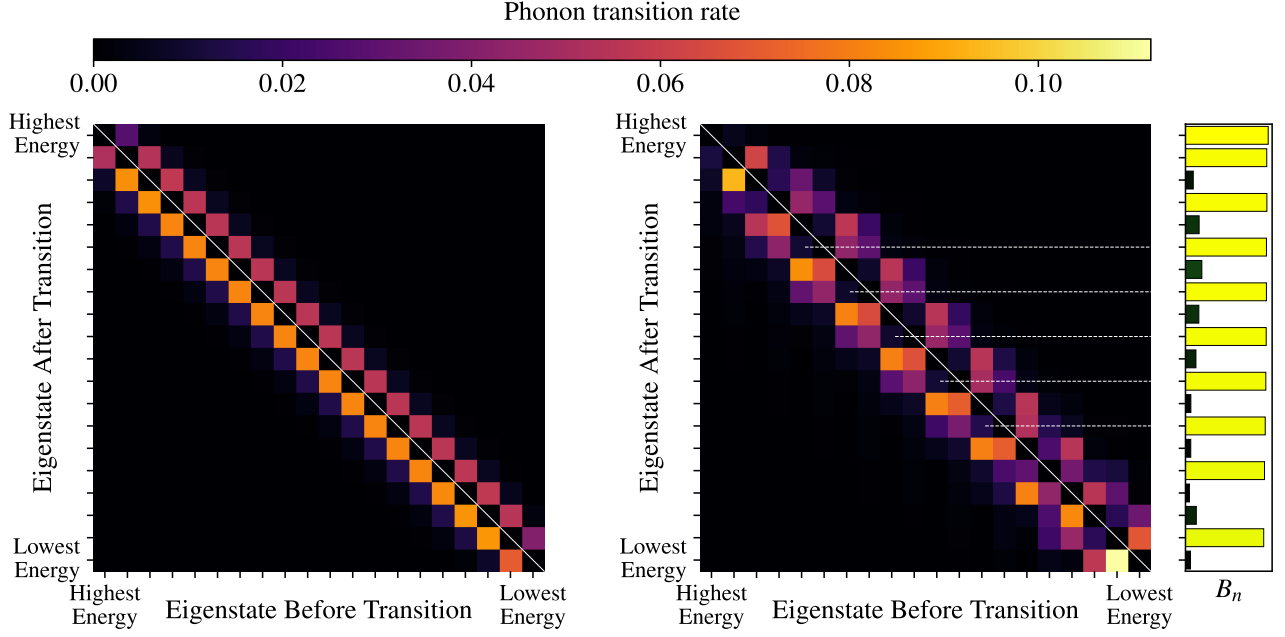 Phonon transition rate
0.00 0.02 0.04 0.06 0.08 0.10
Highest
Energy
Eigenstate After Transition
Lowest
Energy
Highest
Energy
Eigenstate Before Transition
Lowest
Energy
Highest
Energy
Eigenstate After Transition
Lowest
Energy
Highest
Energy
Eigenstate Before Transition
Lowest
Energy
Bn